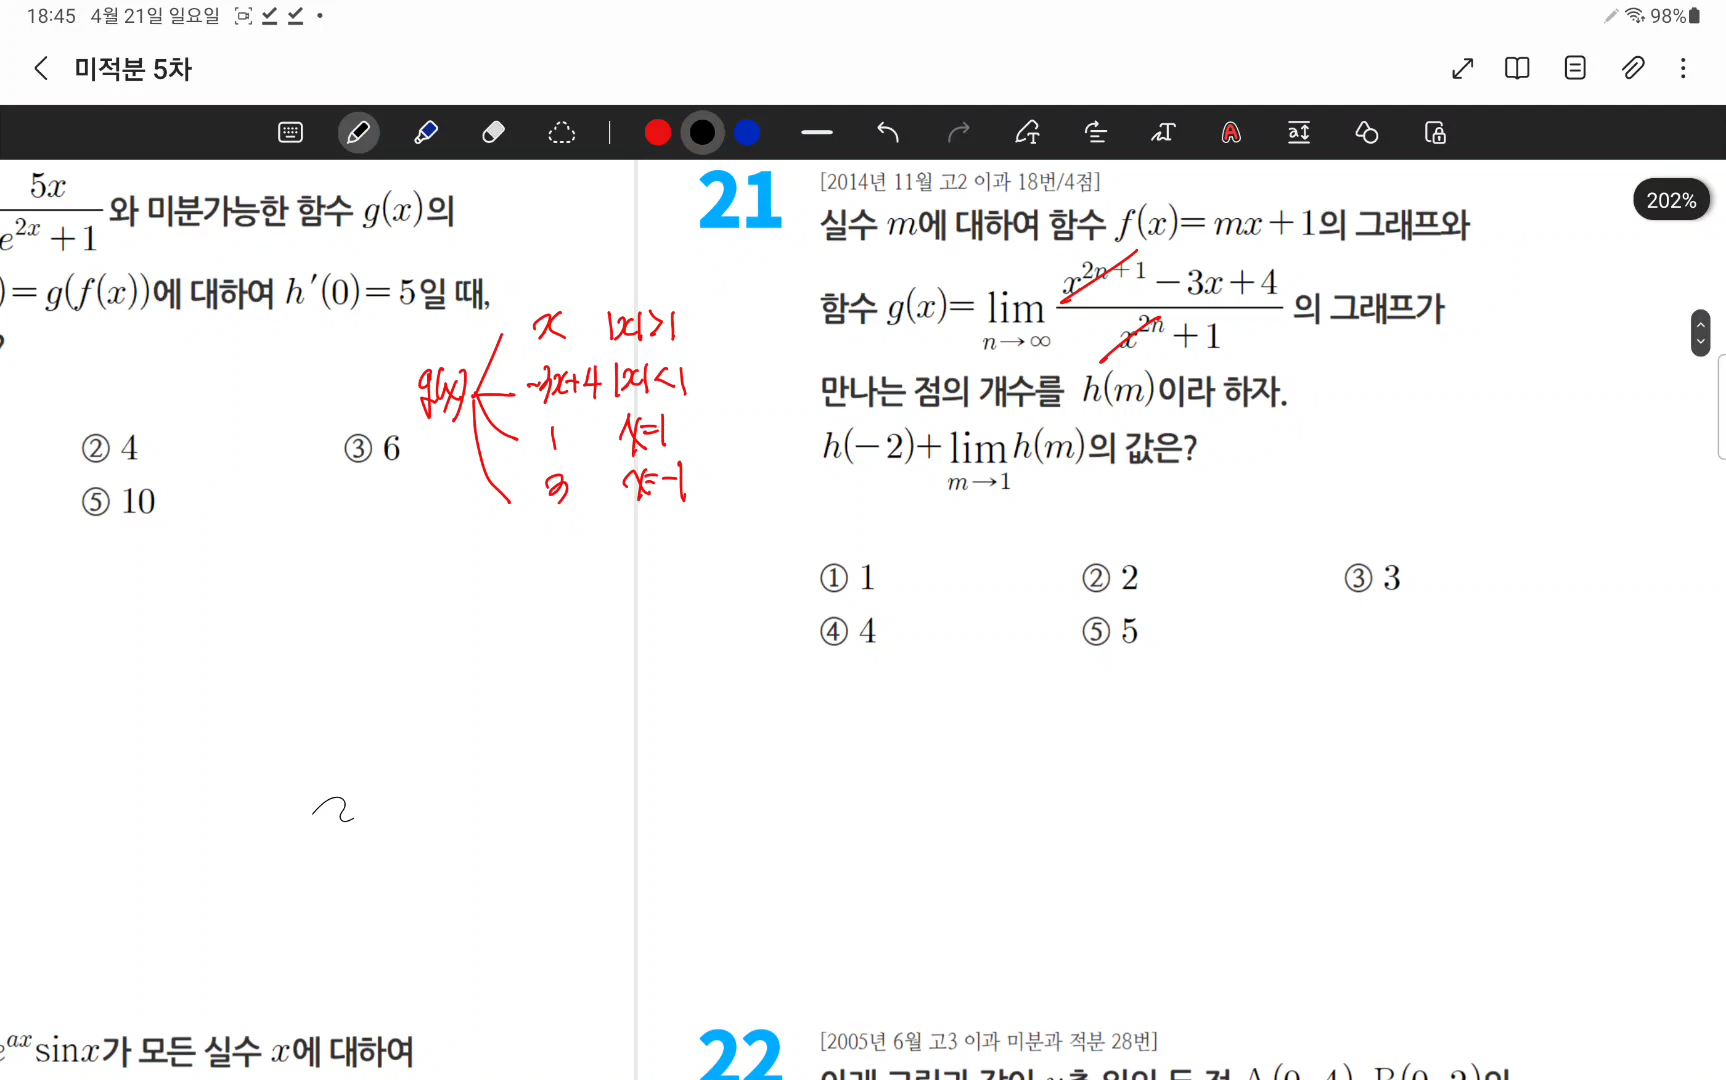 18:45 4월 21일 일요일
98%
미적분 5차
202%
5x
e^{2x}+1
와 미분가능한 함수 g(x)의
)=g(f(x))에 대하여 h′(0)=5일 때,
?
② 4 ③ 6
⑤ 10
g(x)
x |x|>1
-3x+4 |x|<1
1 x=1
3 x=-1
e^{ax}sinx가 모든 실수 x에 대하여
21
[2014년 11월 고2 이과 18번/4점]
실수 m에 대하여 함수 f(x)=mx+1의 그래프와
함수 g(x)= lim_{n→∞} \frac{x^{2n+1}-3x+4}{x^{2n}+1} 의 그래프가
만나는 점의 개수를 h(m)이라 하자.
h(-2)+lim_{m→1} h(m)의 값은?
① 1 ② 2 ③ 3
④ 4 ⑤ 5
22
[2005년 6월 고3 이과 미분과 적분 28번]